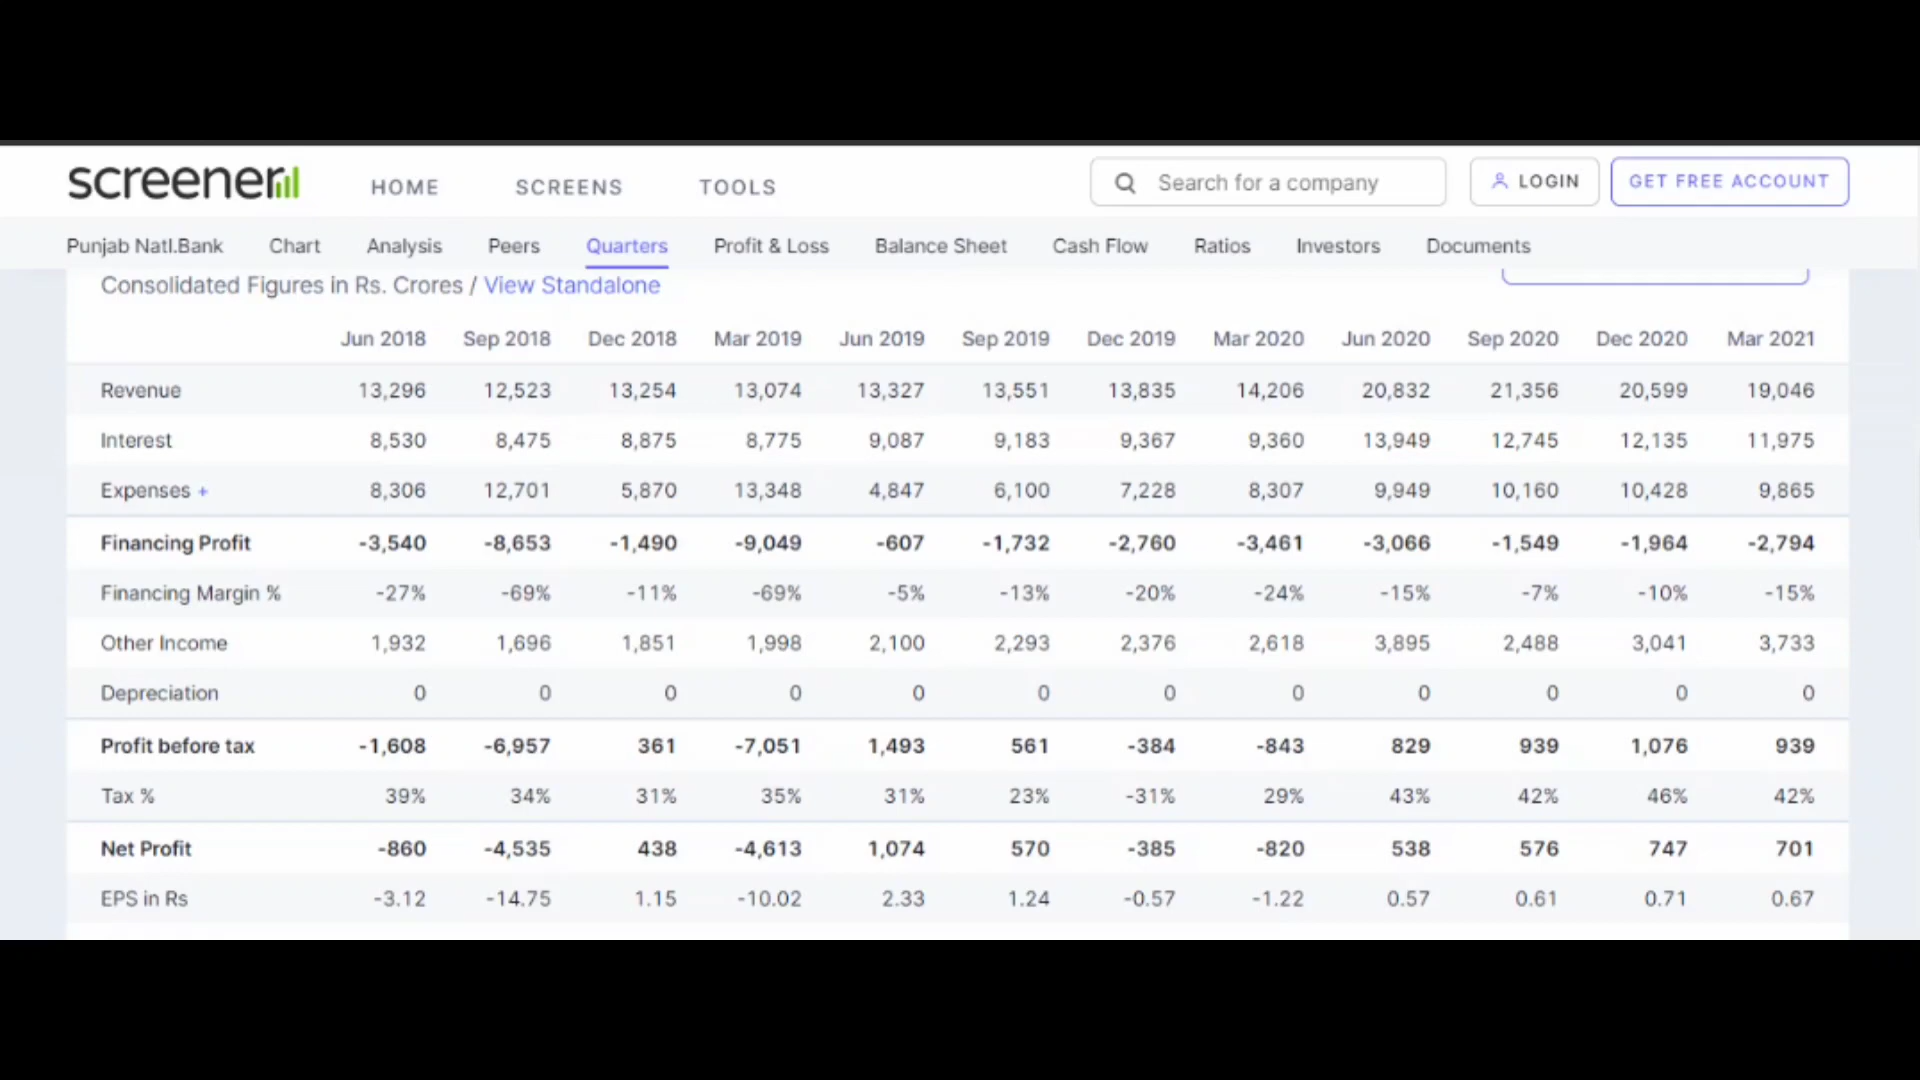 screener
HOME SCREENS TOOLS Search for a company LOGIN GET FREE ACCOUNT
Punjab Natl.Bank Chart Analysis Peers Quarters Profit & Loss Balance Sheet Cash Flow Ratios Investors Documents
Consolidated Figures in Rs. Crores / View Standalone
Jun 2018 Sep 2018 Dec 2018 Mar 2019 Jun 2019 Sep 2019 Dec 2019 Mar 2020 Jun 2020 Sep 2020 Dec 2020 Mar 2021
Revenue 13,296 12,523 13,254 13,074 13,327 13,551 13,835 14,206 20,832 21,356 20,599 19,046
Interest 8,530 8,475 8,875 8,775 9,087 9,183 9,367 9,360 13,949 12,745 12,135 11,975
Expenses + 8,306 12,701 5,870 13,348 4,847 6,100 7,228 8,307 9,949 10,160 10,428 9,865
Financing Profit -3,540 -8,653 -1,490 -9,049 -607 -1,732 -2,760 -3,461 -3,066 -1,549 -1,964 -2,794
Financing Margin % -27% -69% -11% -69% -5% -13% -20% -24% -15% -7% -10% -15%
Other Income 1,932 1,696 1,851 1,998 2,100 2,293 2,376 2,618 3,895 2,488 3,041 3,733
Depreciation 0 0 0 0 0 0 0 0 0 0 0 0
Profit before tax -1,608 -6,957 361 -7,051 1,493 561 -384 -843 829 939 1,076 939
Tax % 39% 34% 31% 35% 31% 23% -31% 29% 43% 42% 46% 42%
Net Profit -860 -4,535 438 -4,613 1,074 570 -385 -820 538 576 747 701
EPS in Rs -3.12 -14.75 1.15 -10.02 2.33 1.24 -0.57 -1.22 0.57 0.61 0.71 0.67